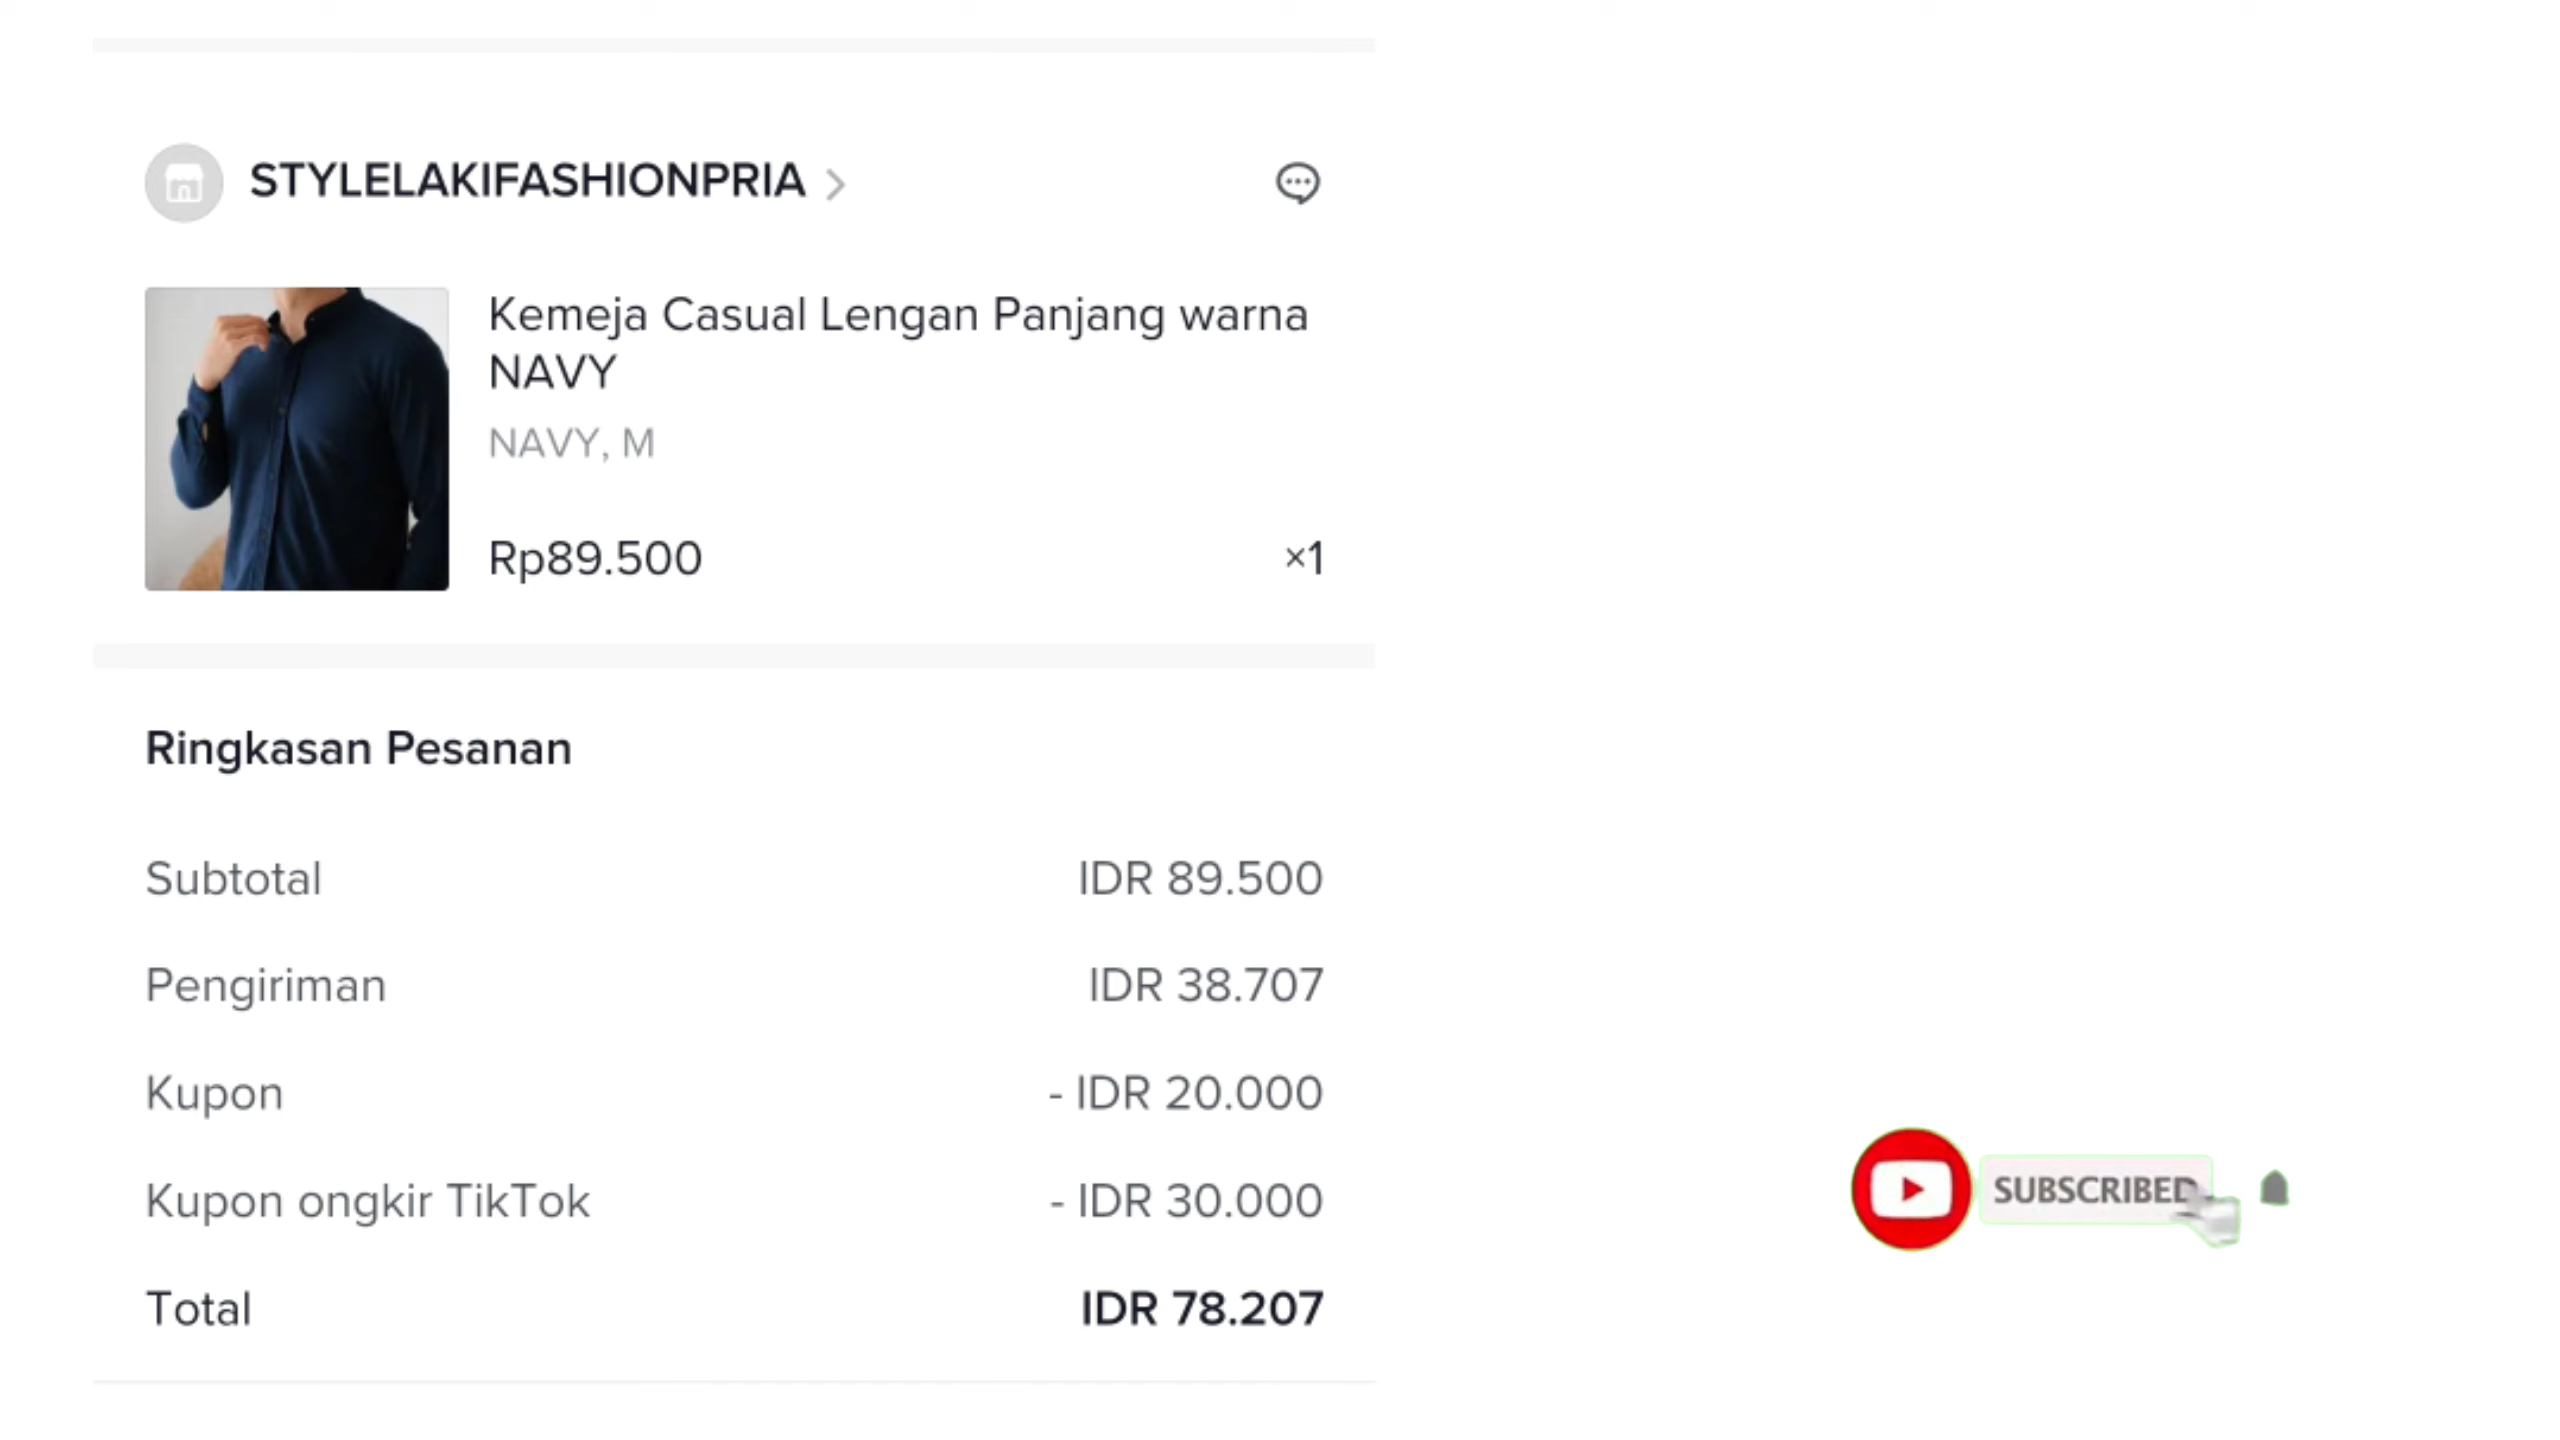 STYLELAKIFASHIONPRIA
Kemeja Casual Lengan Panjang warna
NAVY
NAVY, M
Rp89.500 ×1
Ringkasan Pesanan
Subtotal IDR 89.500
Pengiriman IDR 38.707
Kupon - IDR 20.000
Kupon ongkir TikTok - IDR 30.000
Total IDR 78.207
SUBSCRIBED